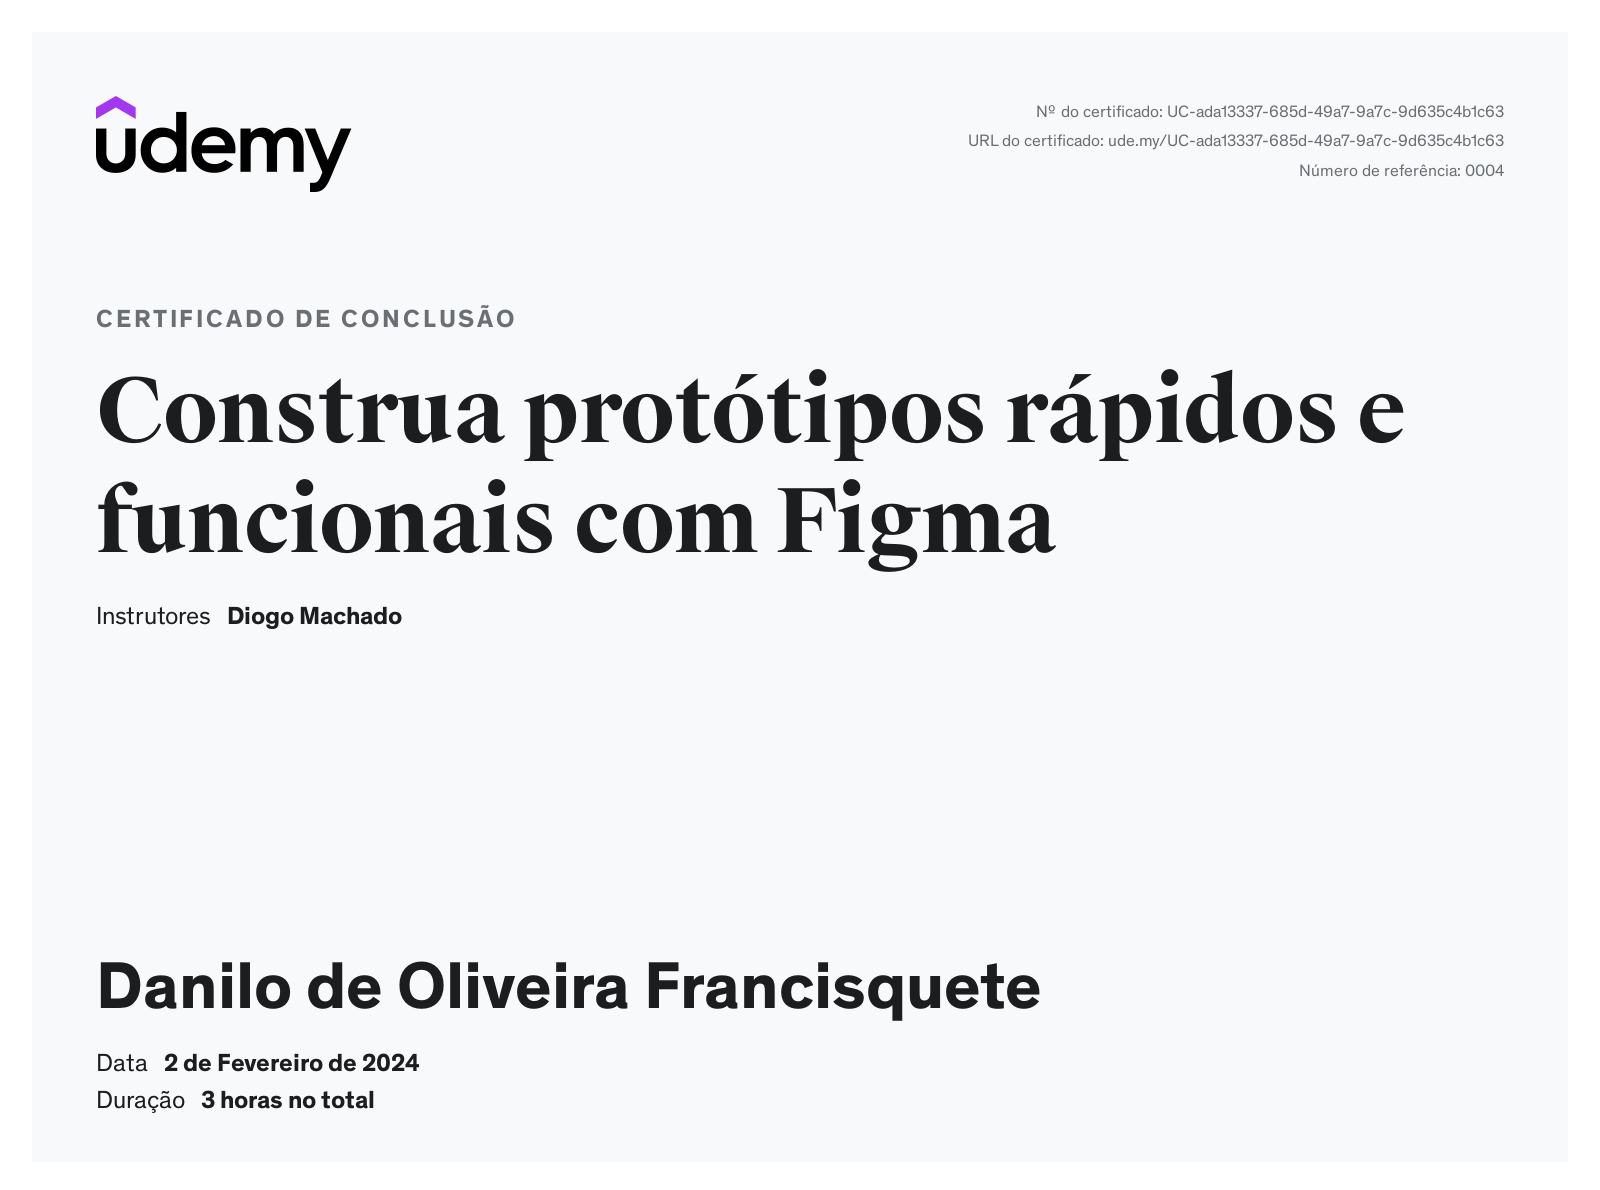 udemy
Nº do certificado: UC-ada13337-685d-49a7-9a7c-9d635c4b1c63
URL do certificado: ude.my/UC-ada13337-685d-49a7-9a7c-9d635c4b1c63
Número de referência: 0004
CERTIFICADO DE CONCLUSÃO
Construa protótipos rápidos e
funcionais com Figma
Instrutores Diogo Machado
Danilo de Oliveira Francisquete
Data 2 de Fevereiro de 2024
Duração 3 horas no total